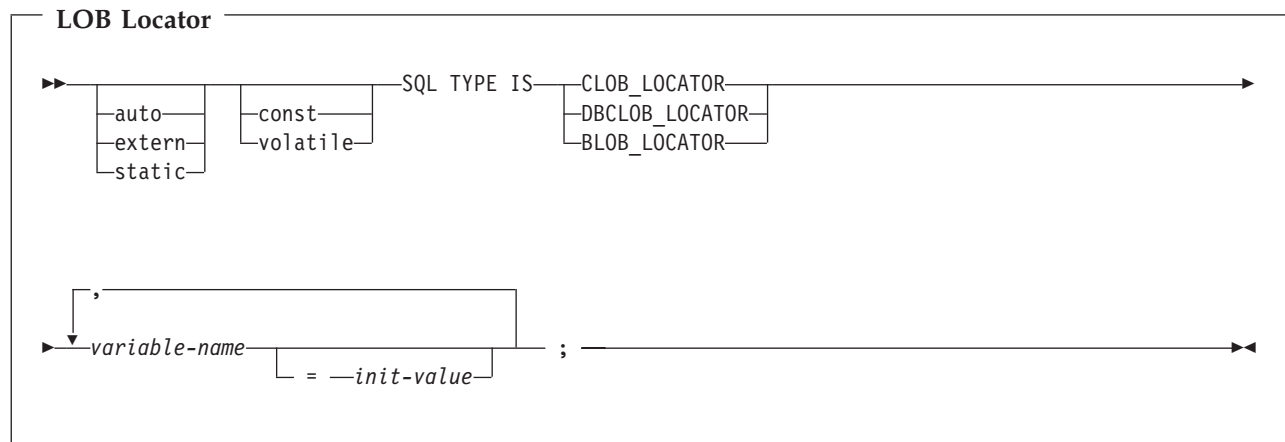 LOB Locator
SQL TYPE IS CLOB_LOCATOR
auto const DBCLOB_LOCATOR
extern volatile BLOB_LOCATOR
static
,
variable-name ;
= init-value